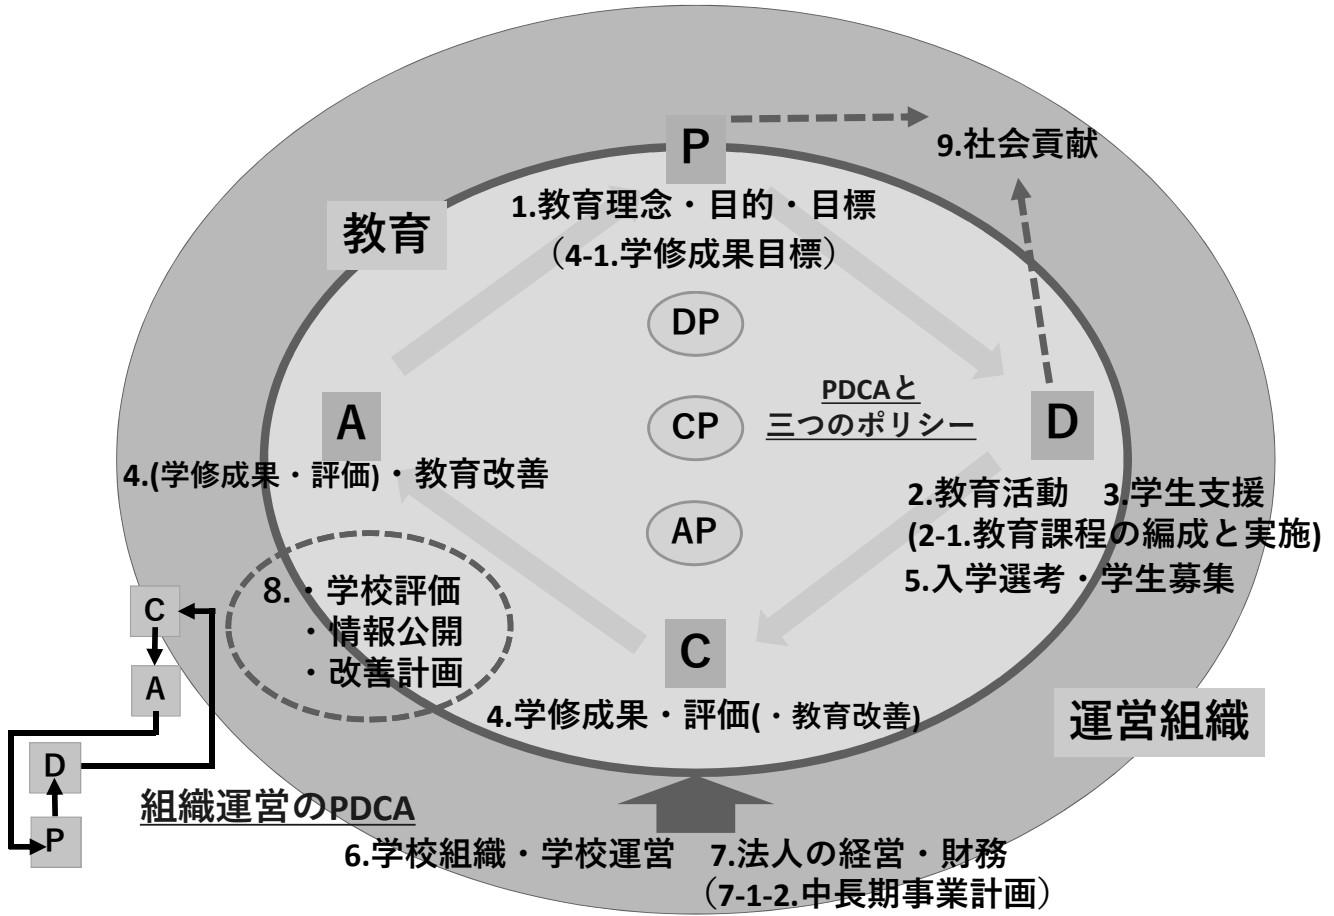 P
9.社会貢献
1.教育理念・目的・目標
（4-1.学修成果目標）
教育
DP
PDCAと
三つのポリシー
A
CP
D
4.(学修成果・評価)・教育改善
2.教育活動　3.学生支援
(2-1.教育課程の編成と実施)
5.入学選考・学生募集
AP
8.・学校評価
・情報公開
・改善計画
C
4.学修成果・評価(・教育改善)
運営組織
C
A
D
P
組織運営のPDCA
6.学校組織・学校運営　7.法人の経営・財務
（7-1-2.中長期事業計画）